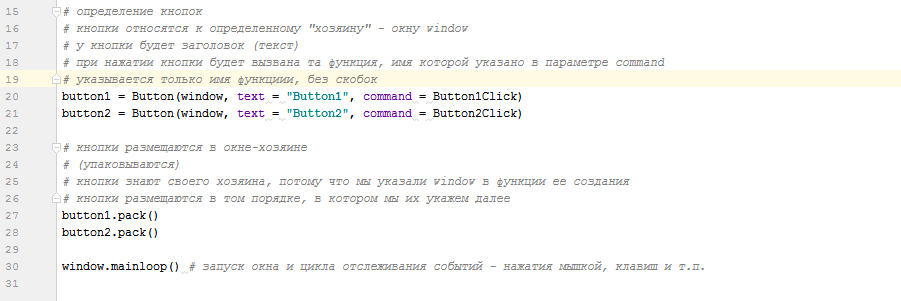 15 # определение кнопок
16 # кнопки относятся к определенному "хозяину" - окну window
17 # у кнопки будет заголовок (текст)
18 # при нажатии кнопки будет вызвана та функция, имя которой указано в параметре command
19 # указывается только имя функциии, без скобок
20 button1 = Button(window, text = "Button1", command = Button1Click)
21 button2 = Button(window, text = "Button2", command = Button2Click)
22
23 # кнопки размещаются в окне-хозяине
24 # (упаковываются)
25 # кнопки знают своего хозяина, потому что мы указали window в функции ее создания
26 # кнопки размещаются в том порядке, в котором мы их укажем далее
27 button1.pack()
28 button2.pack()
29
30 window.mainloop() # запуск окна и цикла отслеживания событий - нажатия мышкой, клавиш и т.п.
31